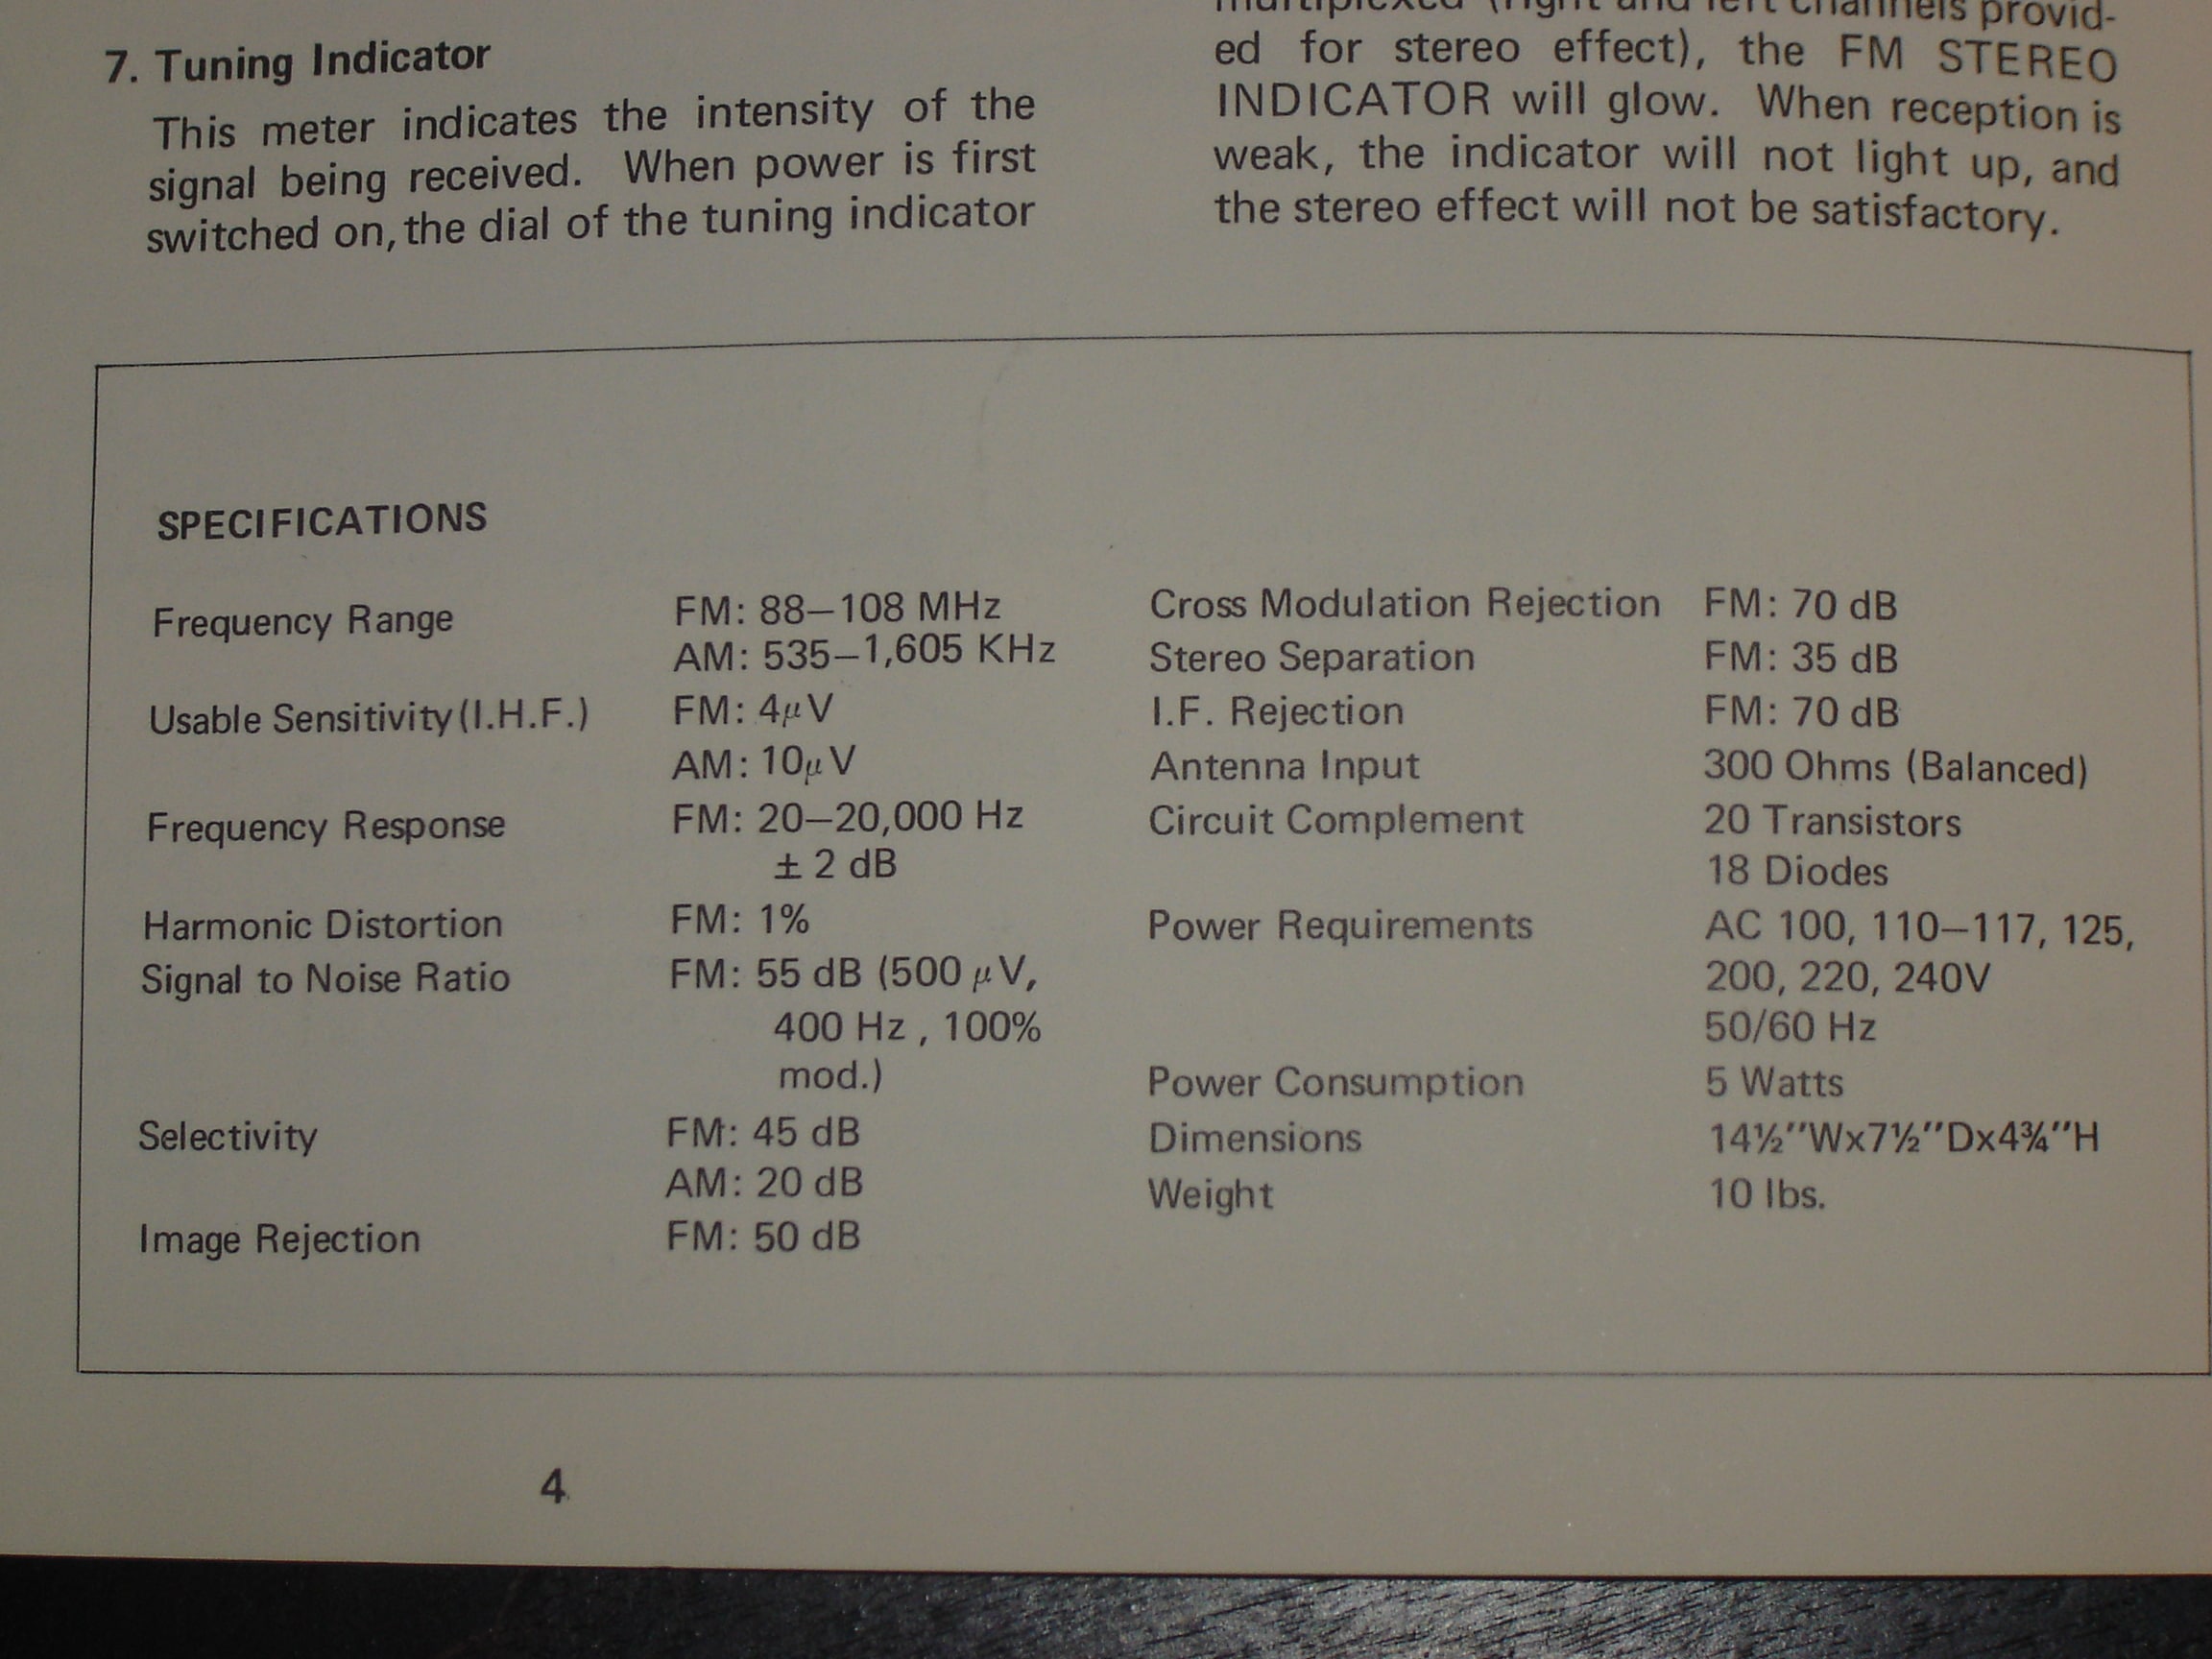 7. Tuning Indicator
This meter indicates the intensity of the
signal being received. When power is first
switched on, the dial of the tuning indicator
multiplexed (right and left channels provid-
ed for stereo effect), the FM STEREO
INDICATOR will glow. When reception is
weak, the indicator will not light up, and
the stereo effect will not be satisfactory.
SPECIFICATIONS
Frequency Range FM: 88–108 MHz
AM: 535–1,605 KHz
Usable Sensitivity (I.H.F.) FM: 4μV
AM: 10μV
Frequency Response FM: 20–20,000 Hz
± 2 dB
Harmonic Distortion FM: 1%
Signal to Noise Ratio FM: 55 dB (500 μV,
400 Hz , 100%
mod.)
Selectivity FM: 45 dB
AM: 20 dB
Image Rejection FM: 50 dB
Cross Modulation Rejection FM: 70 dB
Stereo Separation FM: 35 dB
I.F. Rejection FM: 70 dB
Antenna Input 300 Ohms (Balanced)
Circuit Complement 20 Transistors
18 Diodes
Power Requirements AC 100, 110–117, 125,
200, 220, 240V
50/60 Hz
Power Consumption 5 Watts
Dimensions 14½"Wx7½"Dx4¾"H
Weight 10 lbs.
4